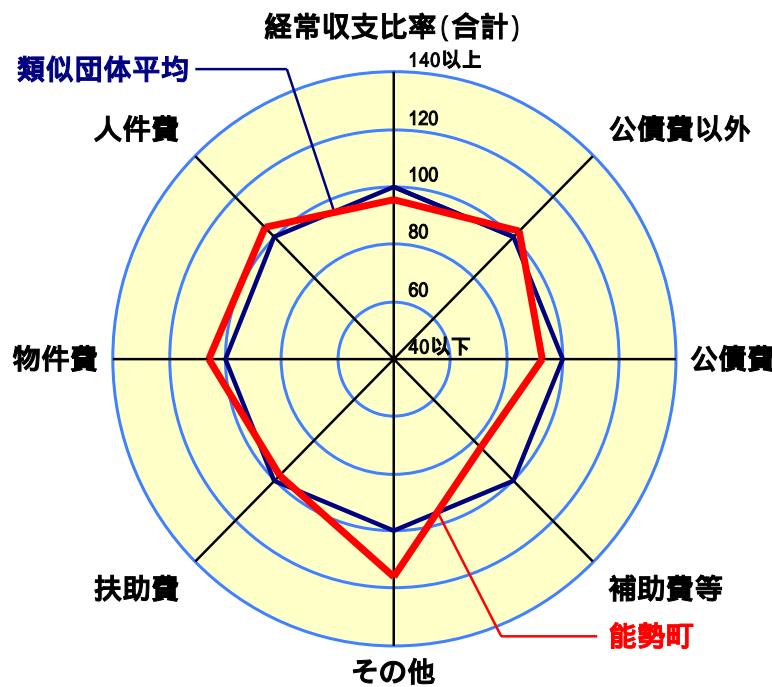 経常収支比率(合計)
140以上
類似団体平均
人件費
公債費以外
120
100
80
60
40以下
物件費
公債費
扶助費
補助費等
能勢町
その他